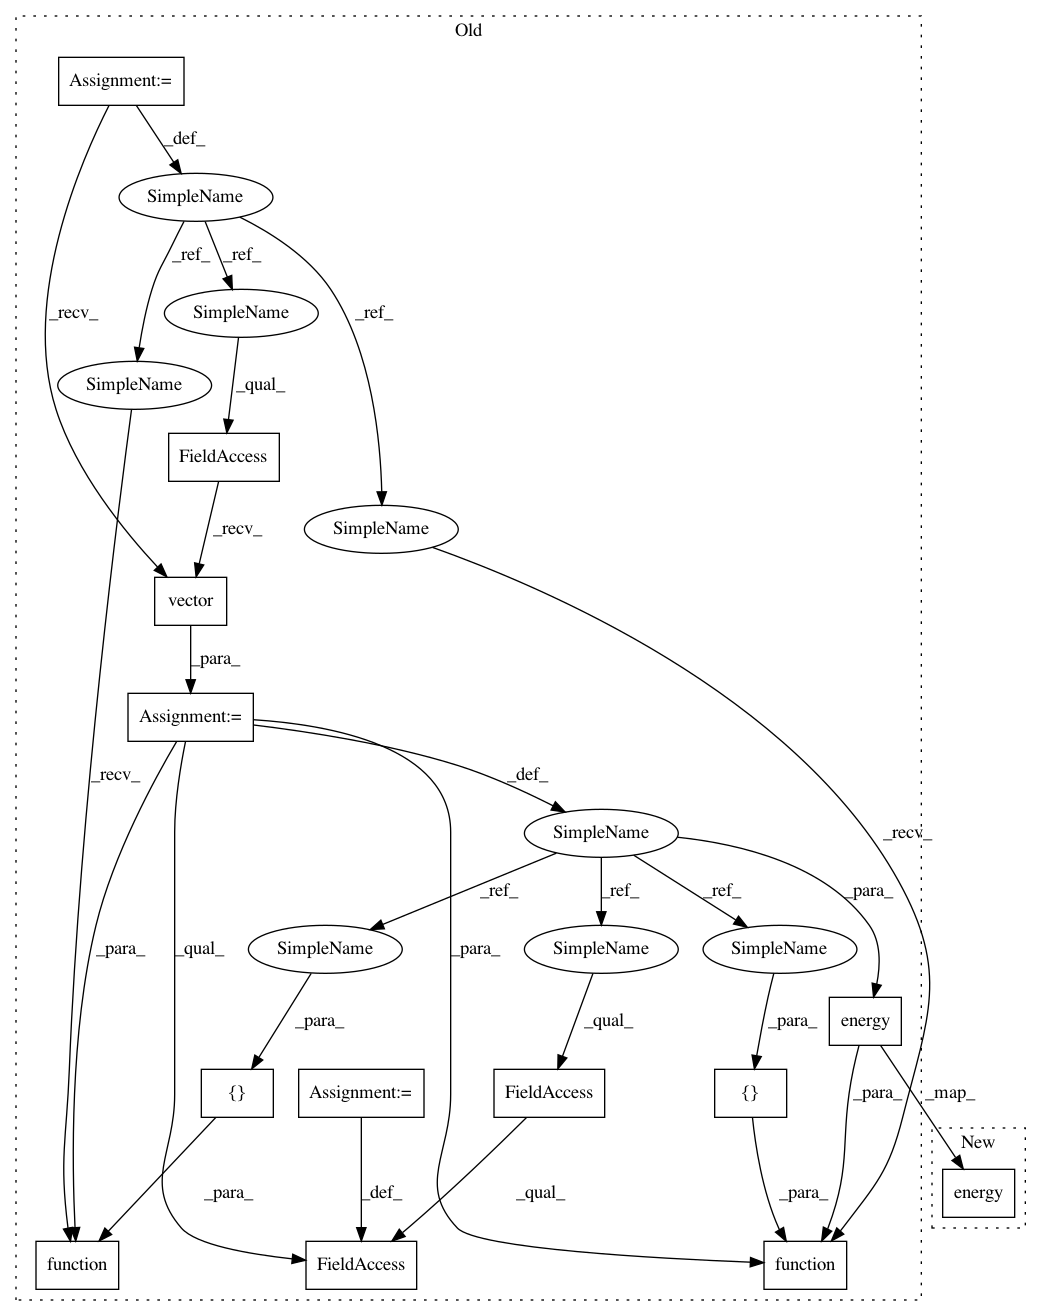 Old
Assignment:=
_def_
SimpleName
_ref_ _ref_
SimpleName
_recv_ _ref_
SimpleName
_qual_
FieldAccess
SimpleName
_recv_
vector
_para_
Assignment:=
_recv_ _def_
SimpleName
_recv_
_ref_ _ref_ _ref_ _para_
_para_ _qual_ _para_
SimpleName SimpleName SimpleName
energy
_para_ _qual_ _para_
{} Assignment:= FieldAccess {} _para_ _map_
New
_para_ _def_ _qual_ _para_ energy
function FieldAccess function